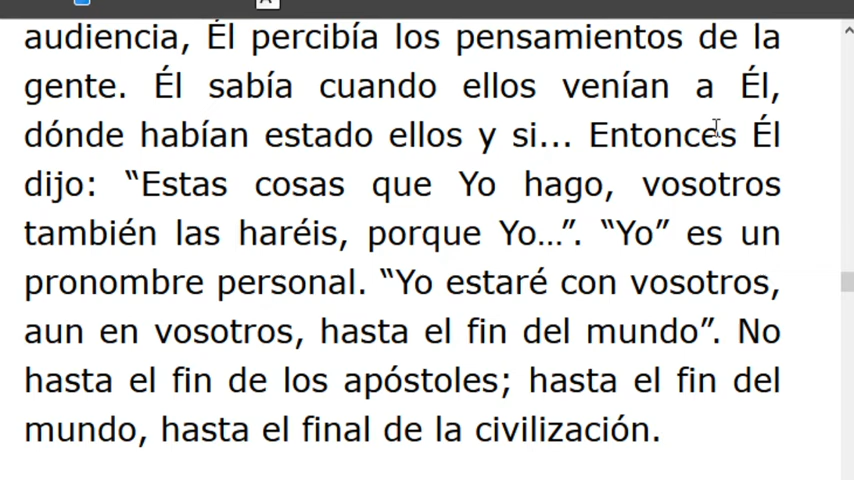 audiencia, Él percibía los pensamientos de la
gente. Él sabía cuando ellos venían a Él,
dónde habían estado ellos y si... Entonces Él
dijo: “Estas cosas que Yo hago, vosotros
también las haréis, porque Yo...”. “Yo” es un
pronombre personal. “Yo estaré con vosotros,
aun en vosotros, hasta el fin del mundo”. No
hasta el fin de los apóstoles; hasta el fin del
mundo, hasta el final de la civilización.